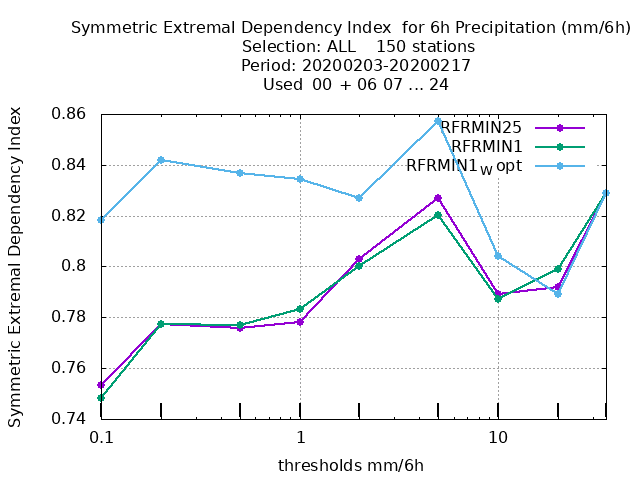 Symmetric Extremal Dependency Index  for 6h Precipitation (mm/6h)
Selection: ALL    150 stations
Period: 20200203-20200217
Used  00 + 06 07 ... 24
Symmetric Extremal Dependency Index
0.86
0.84
0.82
0.8
0.78
0.76
0.74
RFRMIN25
RFRMIN1
RFRMIN1W opt
0.1
1
10
thresholds mm/6h